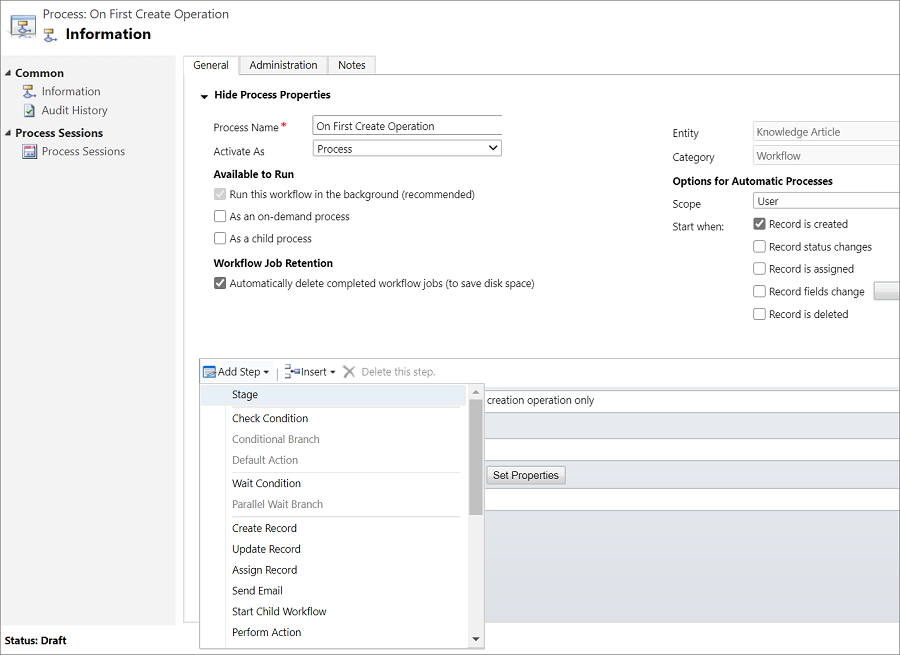 Process: On First Create Operation
Information
Common
Information
Audit History
Process Sessions
Process Sessions
General Administration Notes
Hide Process Properties
Process Name* On First Create Operation
Activate As Process
Available to Run
Run this workflow in the background (recommended)
As an on-demand process
As a child process
Workflow Job Retention
Automatically delete completed workflow jobs (to save disk space)
Entity Knowledge Article
Category Workflow
Options for Automatic Processes
Scope User
Start when: Record is created
Record status changes
Record is assigned
Record fields change
Record is deleted
Add Step Insert Delete this step.
Stage
Check Condition
Conditional Branch
Default Action
Wait Condition
Parallel Wait Branch
Create Record
Update Record
Assign Record
Send Email
Start Child Workflow
Perform Action
creation operation only
Set Properties
Status: Draft